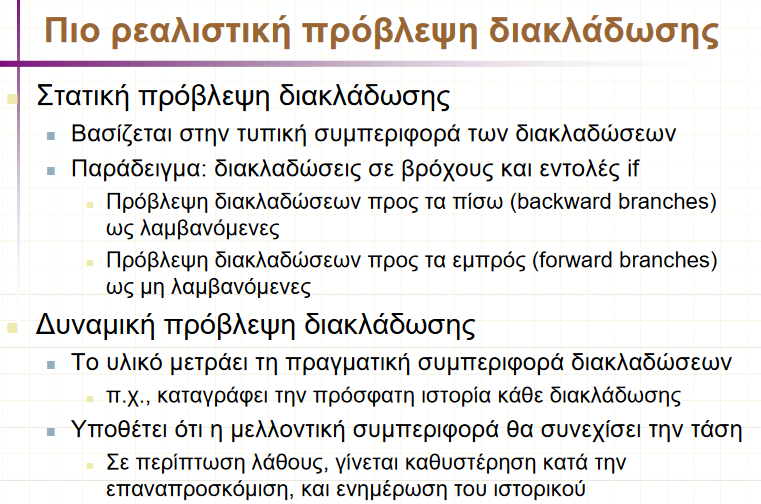 Πιο ρεαλιστική πρόβλεψη διακλάδωσης
Στατική πρόβλεψη διακλάδωσης
Βασίζεται στην τυπική συμπεριφορά των διακλαδώσεων
Παράδειγμα: διακλαδώσεις σε βρόχους και εντολές if
Πρόβλεψη διακλαδώσεων προς τα πίσω (backward branches)
ως λαμβανόμενες
Πρόβλεψη διακλαδώσεων προς τα εμπρός (forward branches)
ως μη λαμβανόμενες
Δυναμική πρόβλεψη διακλάδωσης
Το υλικό μετράει τη πραγματική συμπεριφορά διακλαδώσεων
π.χ., καταγράφει την πρόσφατη ιστορία κάθε διακλάδωσης
Υποθέτει ότι η μελλοντική συμπεριφορά θα συνεχίσει την τάση
Σε περίπτωση λάθους, γίνεται καθυστέρηση κατά την
επαναπροσκόμιση, και ενημέρωση του ιστορικού